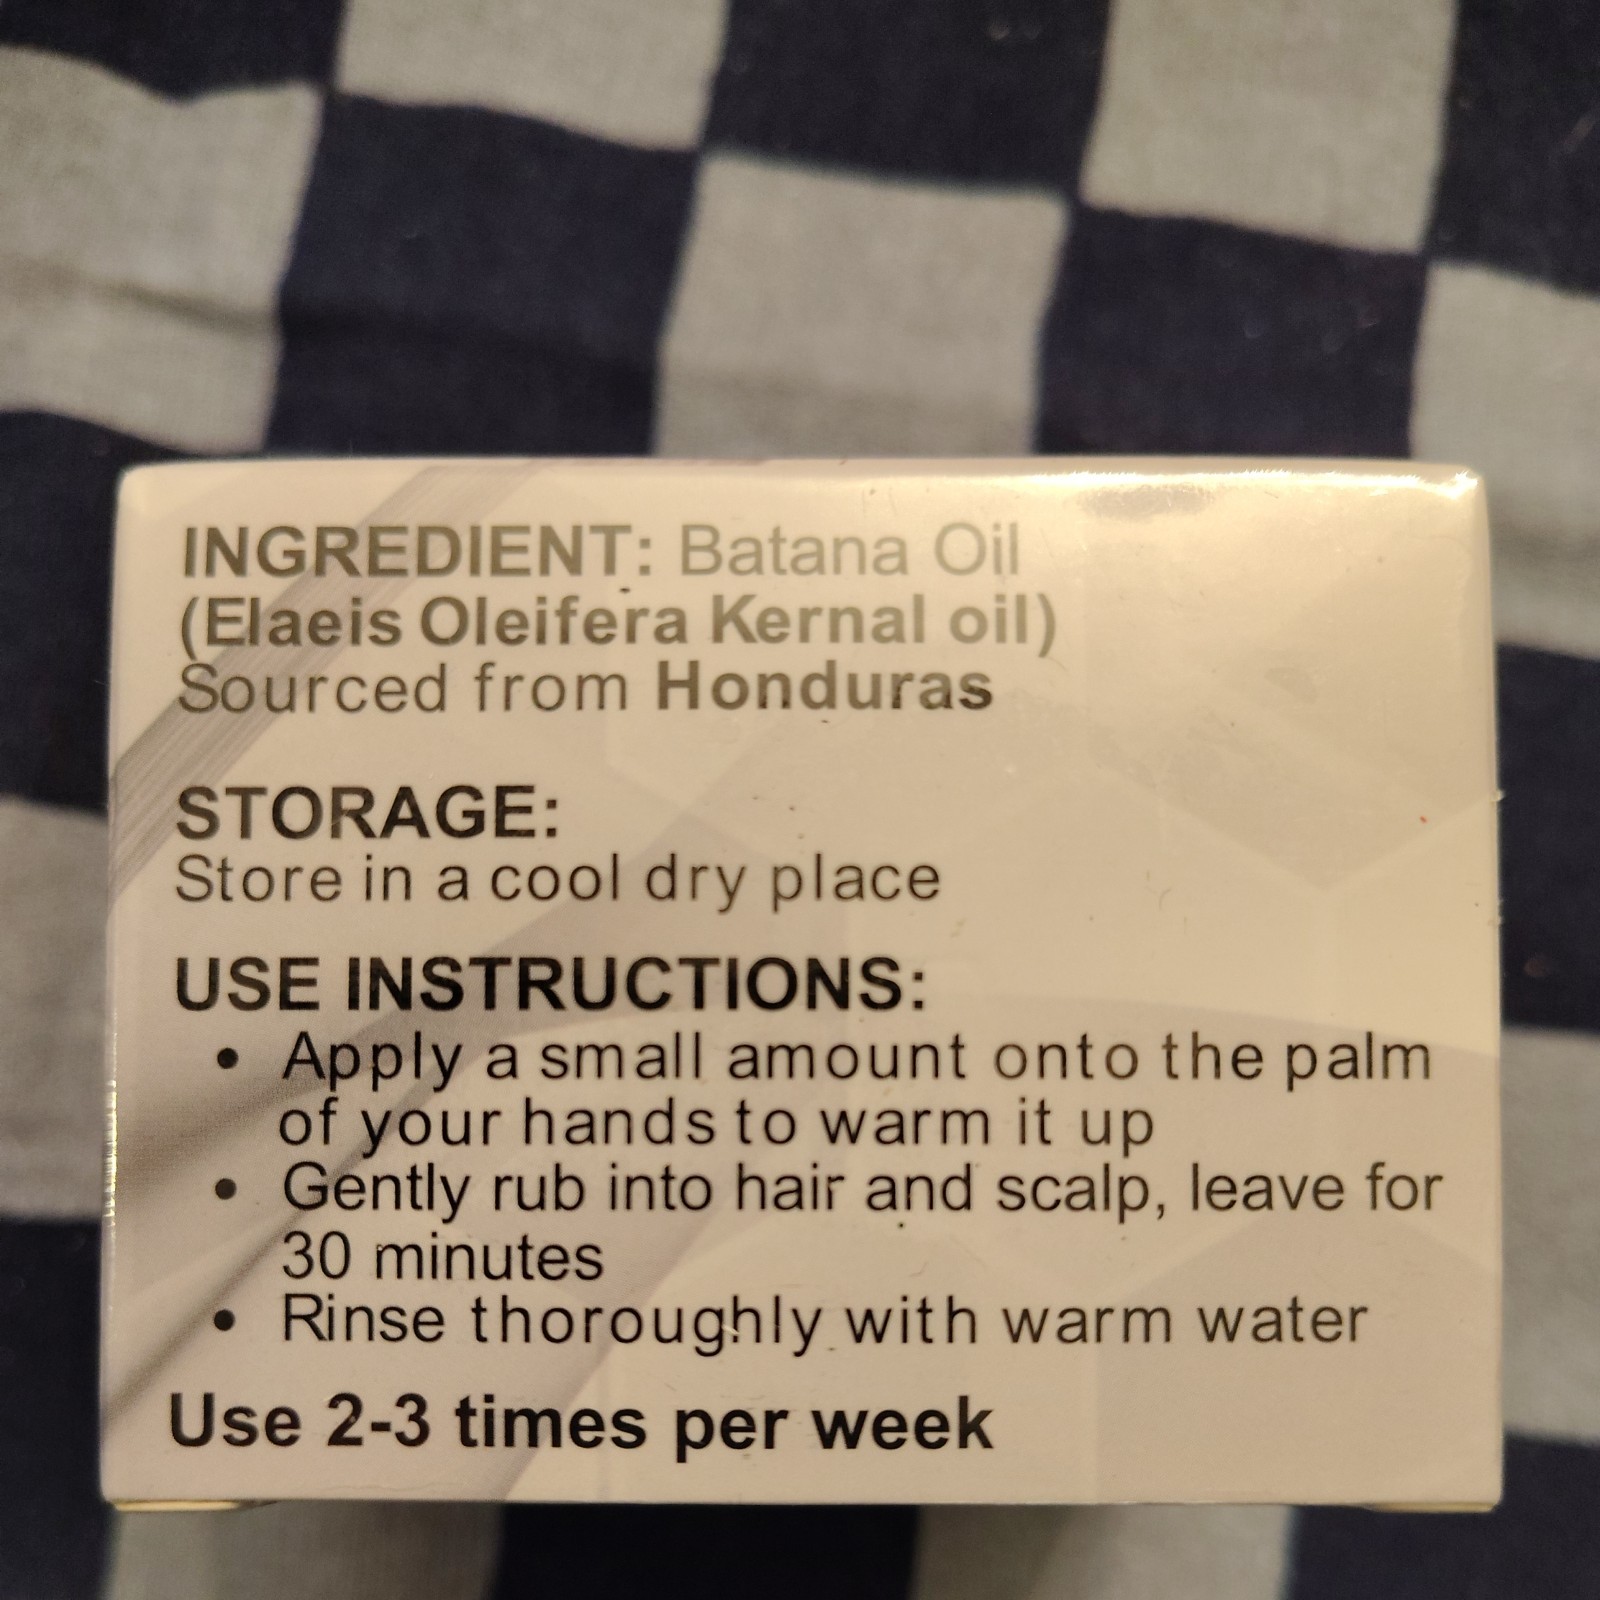 INGREDIENT: Batana Oil
(Elaeis Oleifera Kernal oil)
Sourced from Honduras
STORAGE:
Store in a cool dry place
USE INSTRUCTIONS:
• Apply a small amount onto the palm
of your hands to warm it up
• Gently rub into hair and scalp, leave for
30 minutes
• Rinse thoroughly with warm water
Use 2-3 times per week